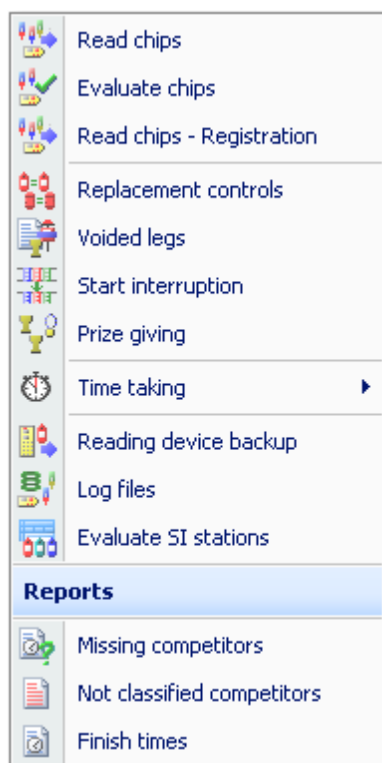 Read chips
Evaluate chips
Read chips - Registration
Replacement controls
Voided legs
Start interruption
Prize giving
Time taking
Reading device backup
Log files
Evaluate SI stations
Reports
Missing competitors
Not classified competitors
Finish times